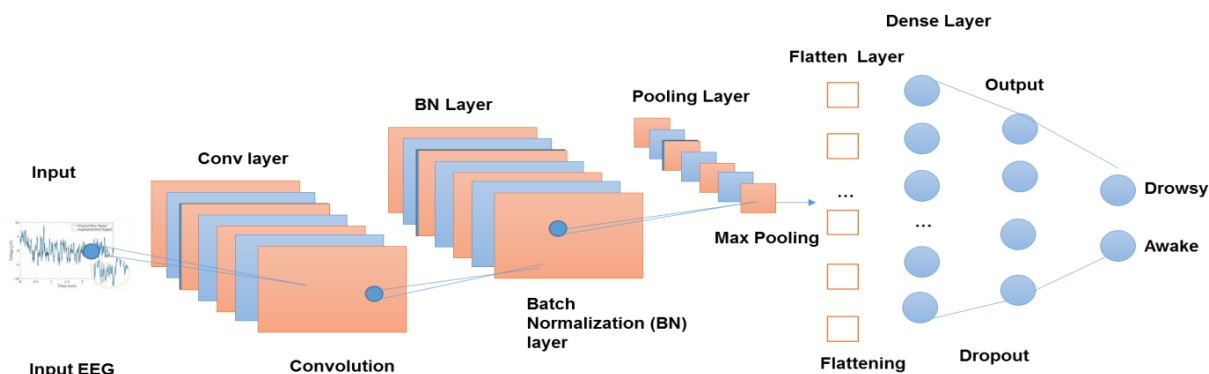 Dense Layer
Flatten Layer
Output
Pooling Layer
BN Layer
Conv layer
Input
...
...
Drowsy
Awake
Max Pooling
Batch
Normalization (BN)
layer
Input EEG
Convolution
Flattening
Dropout